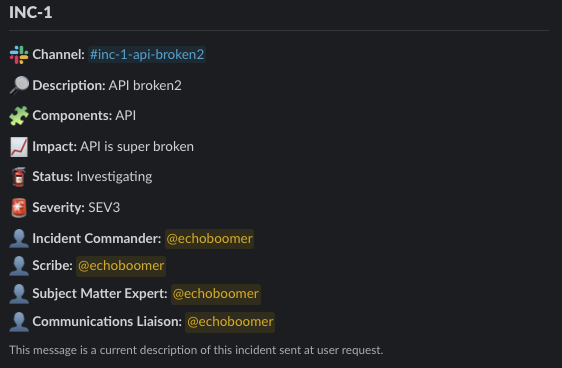 INC-1
Channel: #inc-1-api-broken2
Description: API broken2
Components: API
Impact: API is super broken
Status: Investigating
Severity: SEV3
Incident Commander: @echoboomer
Scribe: @echoboomer
Subject Matter Expert: @echoboomer
Communications Liaison: @echoboomer
This message is a current description of this incident sent at user request.